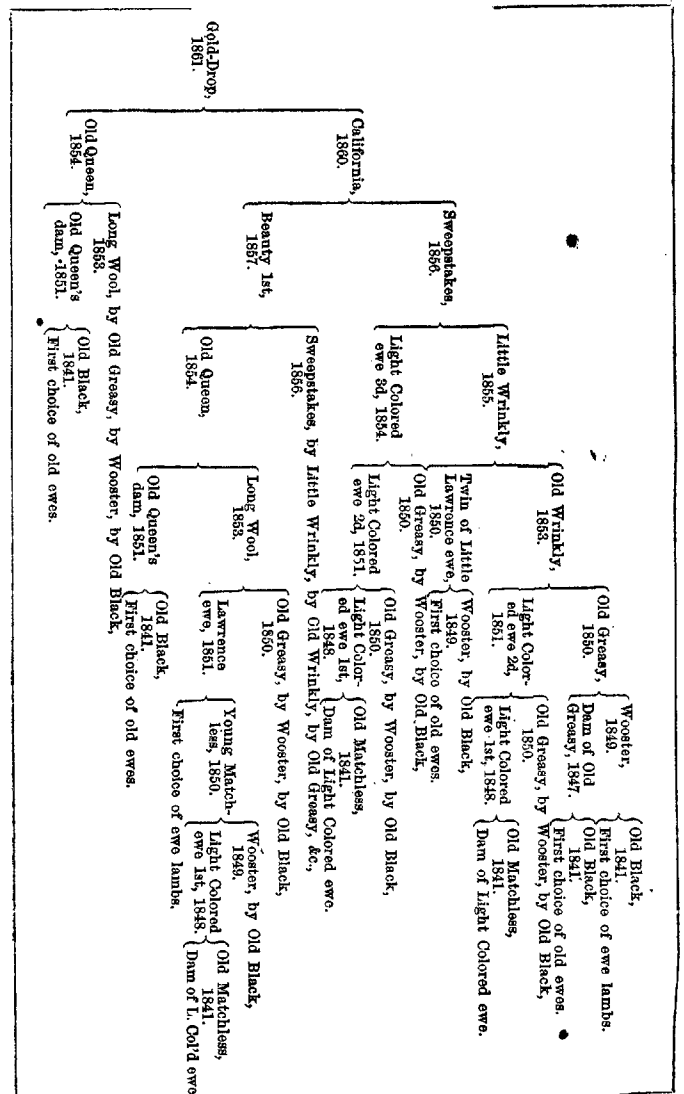 Gold-Drop,
1861.
California,
1860.
Old Queen,
1854.
Sweepstakes,
1856.
Beauty 1st,
1857.
Long Wool, by Old Greasy, by Wooster, by Old Black,
1853.
Old Queen's
dam, 1851.
Old Black,
1841.
First choice of old ewes.
Little Wrinkly,
1855.
Light Colored
ewe 3d, 1854.
Sweepstakes, by Little Wrinkly, by Old Wrinkly, by Old Greasy, &c.,
1856.
Old Queen,
1854.
Old Wrinkly,
1853.
Twin of Little
Lawrence ewe,
1850.
Old Greasy, by Wooster, by Old Black,
1850.
Light Colored
ewe 2d, 1851.
Long Wool,
1853.
Old Queen's
dam, 1851.
Old Greasy,
1850.
Light Color-
ed ewe 2d,
1851.
Wooster, by Old Black,
1849.
First choice of old ewes.
Old Greasy, by Wooster, by Old Black,
1850.
Light Color-
ed ewe 1st,
1848.
Old Greasy, by Wooster, by Old Black,
1850.
Lawrence
ewe, 1851.
Old Black,
1841.
First choice of old ewes.
Wooster,
1849.
Dam of Old
Greasy, 1847.
Old Greasy, by Wooster, by Old Black,
1850.
Light Colored
ewe 1st, 1848.
Old Matchless,
1841.
Dam of Light Colored ewe.
Young Match-
less, 1850.
First choice of ewe lambs.
Old Black,
1841.
First choice of ewe lambs.
Old Black,
1841.
First choice of old ewes.
Old Matchless,
1841.
Dam of Light Colored ewe.
Wooster, by Old Black,
1849.
Light Colored
ewe 1st, 1848.
Old Matchless,
1841.
Dam of L. Col'd ewe